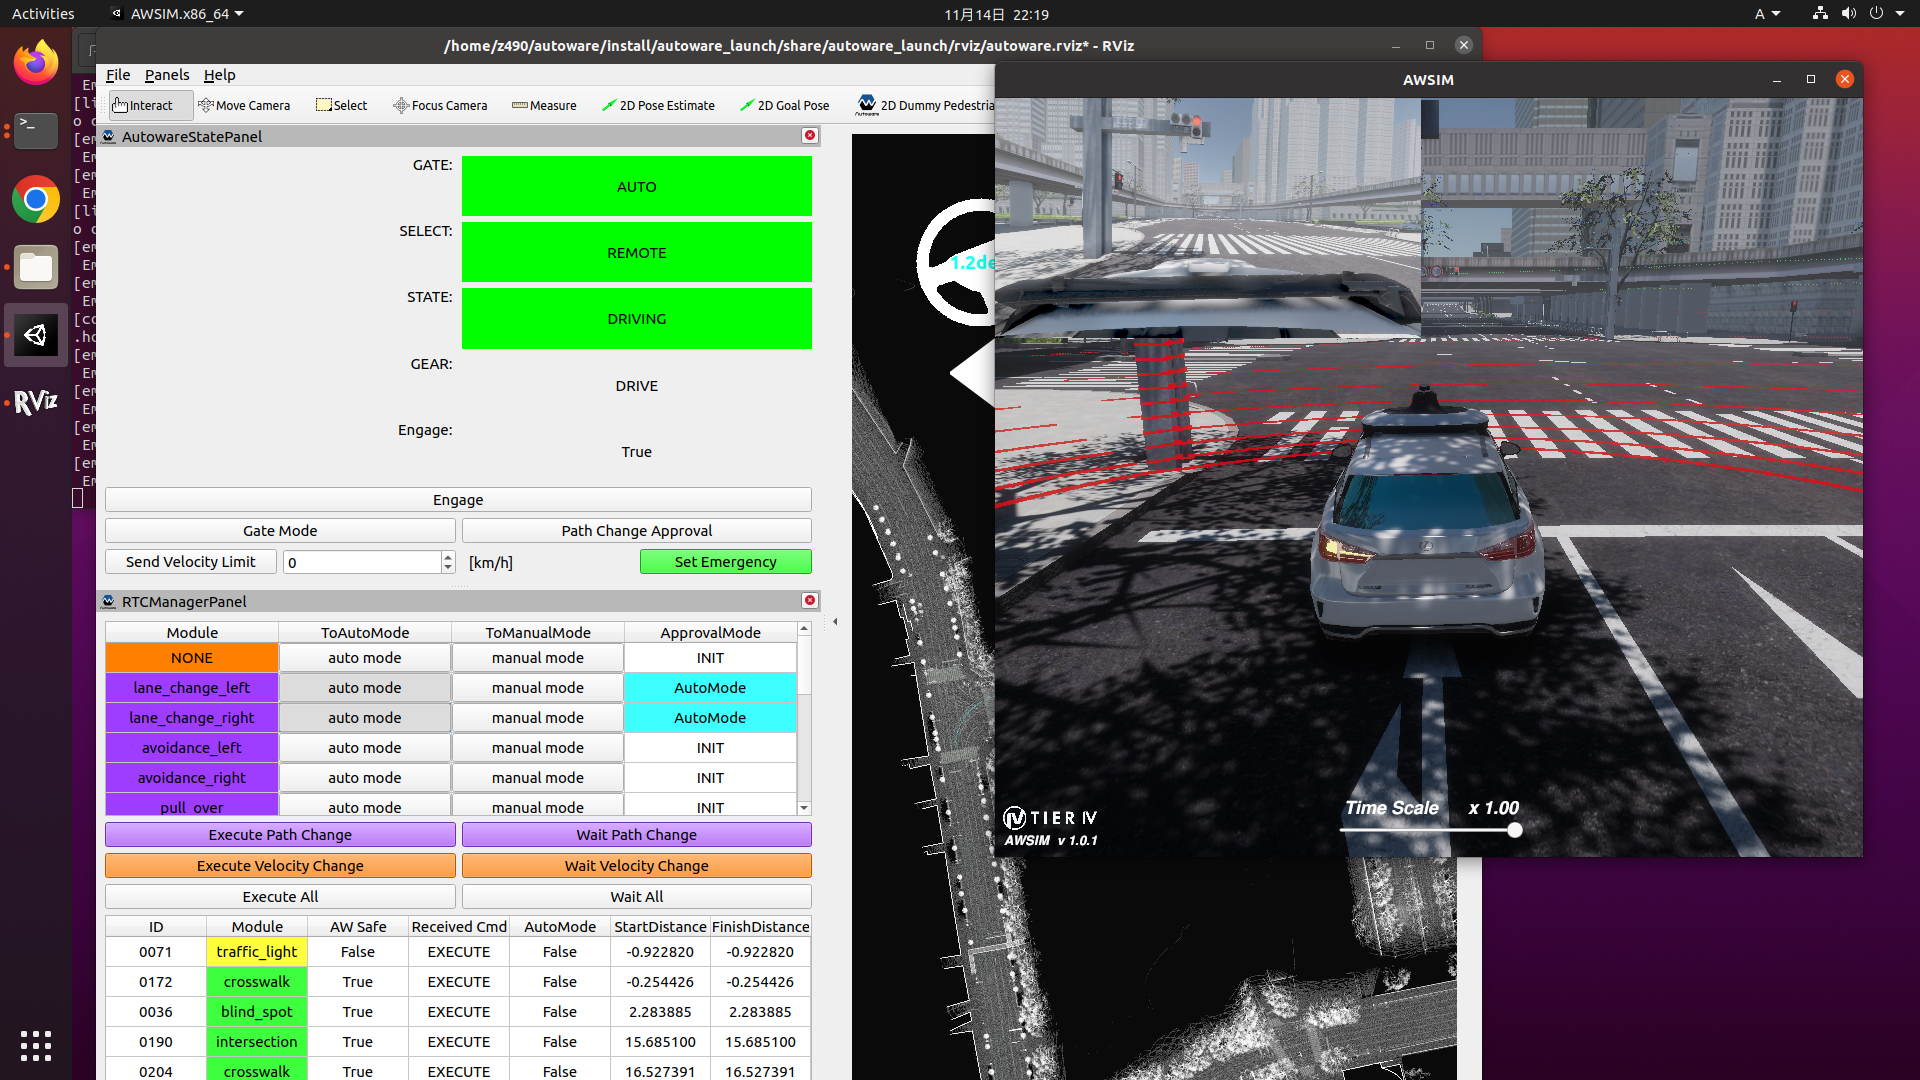 Activities
AWSIM.x86_64
11月14日 22:19
A
/home/z490/autoware/install/autoware_launch/share/autoware_launch/rviz/autoware.rviz* - RViz
File Panels Help
Interact Move Camera Select Focus Camera Measure 2D Pose Estimate 2D Goal Pose 2D Dummy Pedestria
AutowareStatePanel
GATE: AUTO
SELECT: REMOTE
STATE: DRIVING
GEAR: DRIVE
Engage: True
Engage
Gate Mode Path Change Approval
Send Velocity Limit 0 [km/h] Set Emergency
RTCManagerPanel
Module ToAutoMode ToManualMode ApprovalMode
NONE auto mode manual mode INIT
lane_change_left auto mode manual mode AutoMode
lane_change_right auto mode manual mode AutoMode
avoidance_left auto mode manual mode INIT
avoidance_right auto mode manual mode INIT
pull_over auto mode manual mode INIT
Execute Path Change Wait Path Change
Execute Velocity Change Wait Velocity Change
Execute All Wait All
ID Module AW Safe Received Cmd AutoMode StartDistance FinishDistance
0071 traffic_light False EXECUTE False -0.922820 -0.922820
0172 crosswalk True EXECUTE False -0.254426 -0.254426
0036 blind_spot True EXECUTE False 2.283885 2.283885
0190 intersection True EXECUTE False 15.685100 15.685100
0204 crosswalk True EXECUTE False 16.527391 16.527391
1.2de
AWSIM
Time Scale x 1.00
TIER IV
AWSIM v 1.0.1
RViz